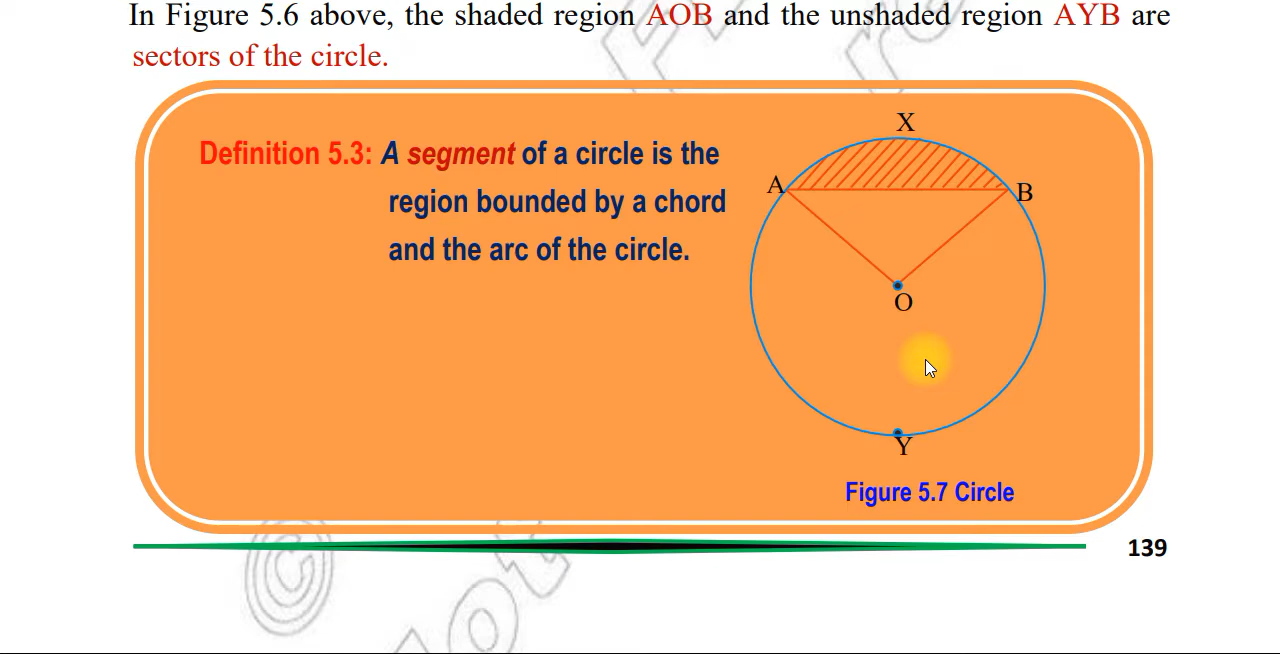 In Figure 5.6 above, the shaded region AOB and the unshaded region AYB are
sectors of the circle.
Definition 5.3: A segment of a circle is the
region bounded by a chord
and the arc of the circle.
X
A
B
O
Y
Figure 5.7 Circle
139
©